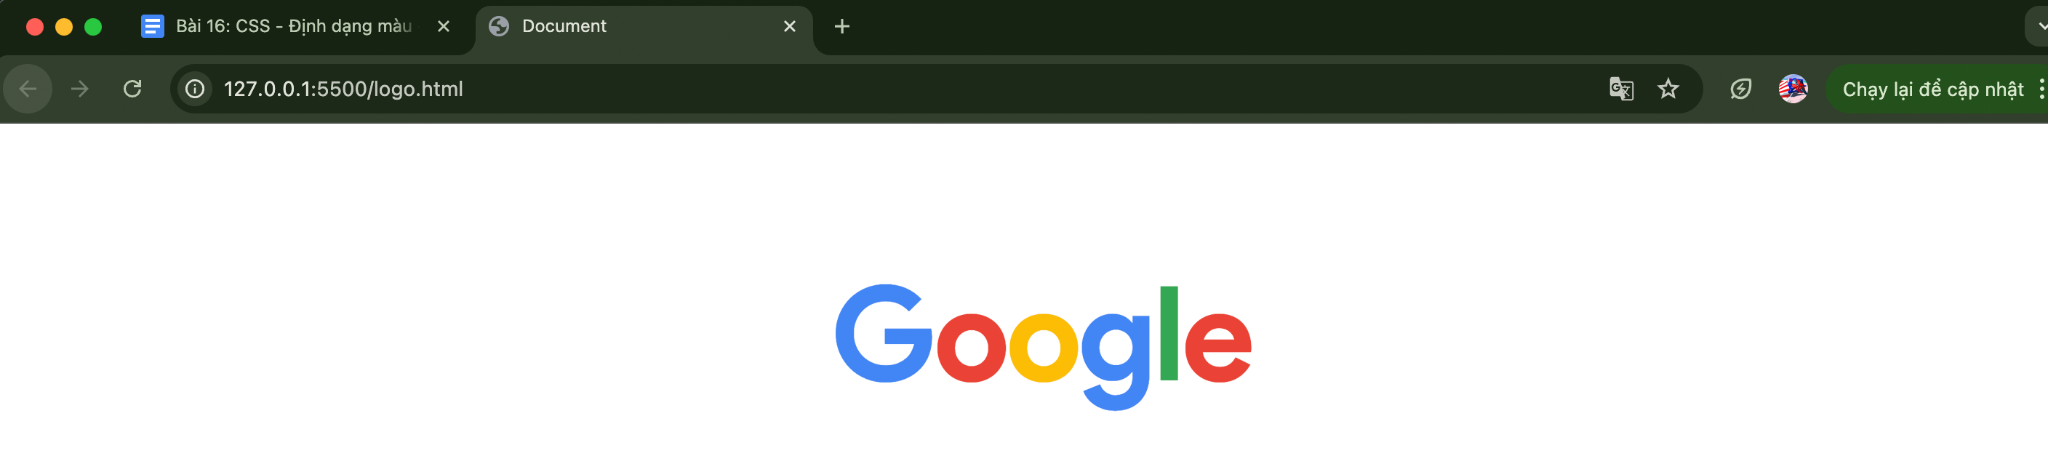 Bài 16: CSS - Định dạng màu
Document
127.0.0.1:5500/logo.html
Chạy lại để cập nhật
Google